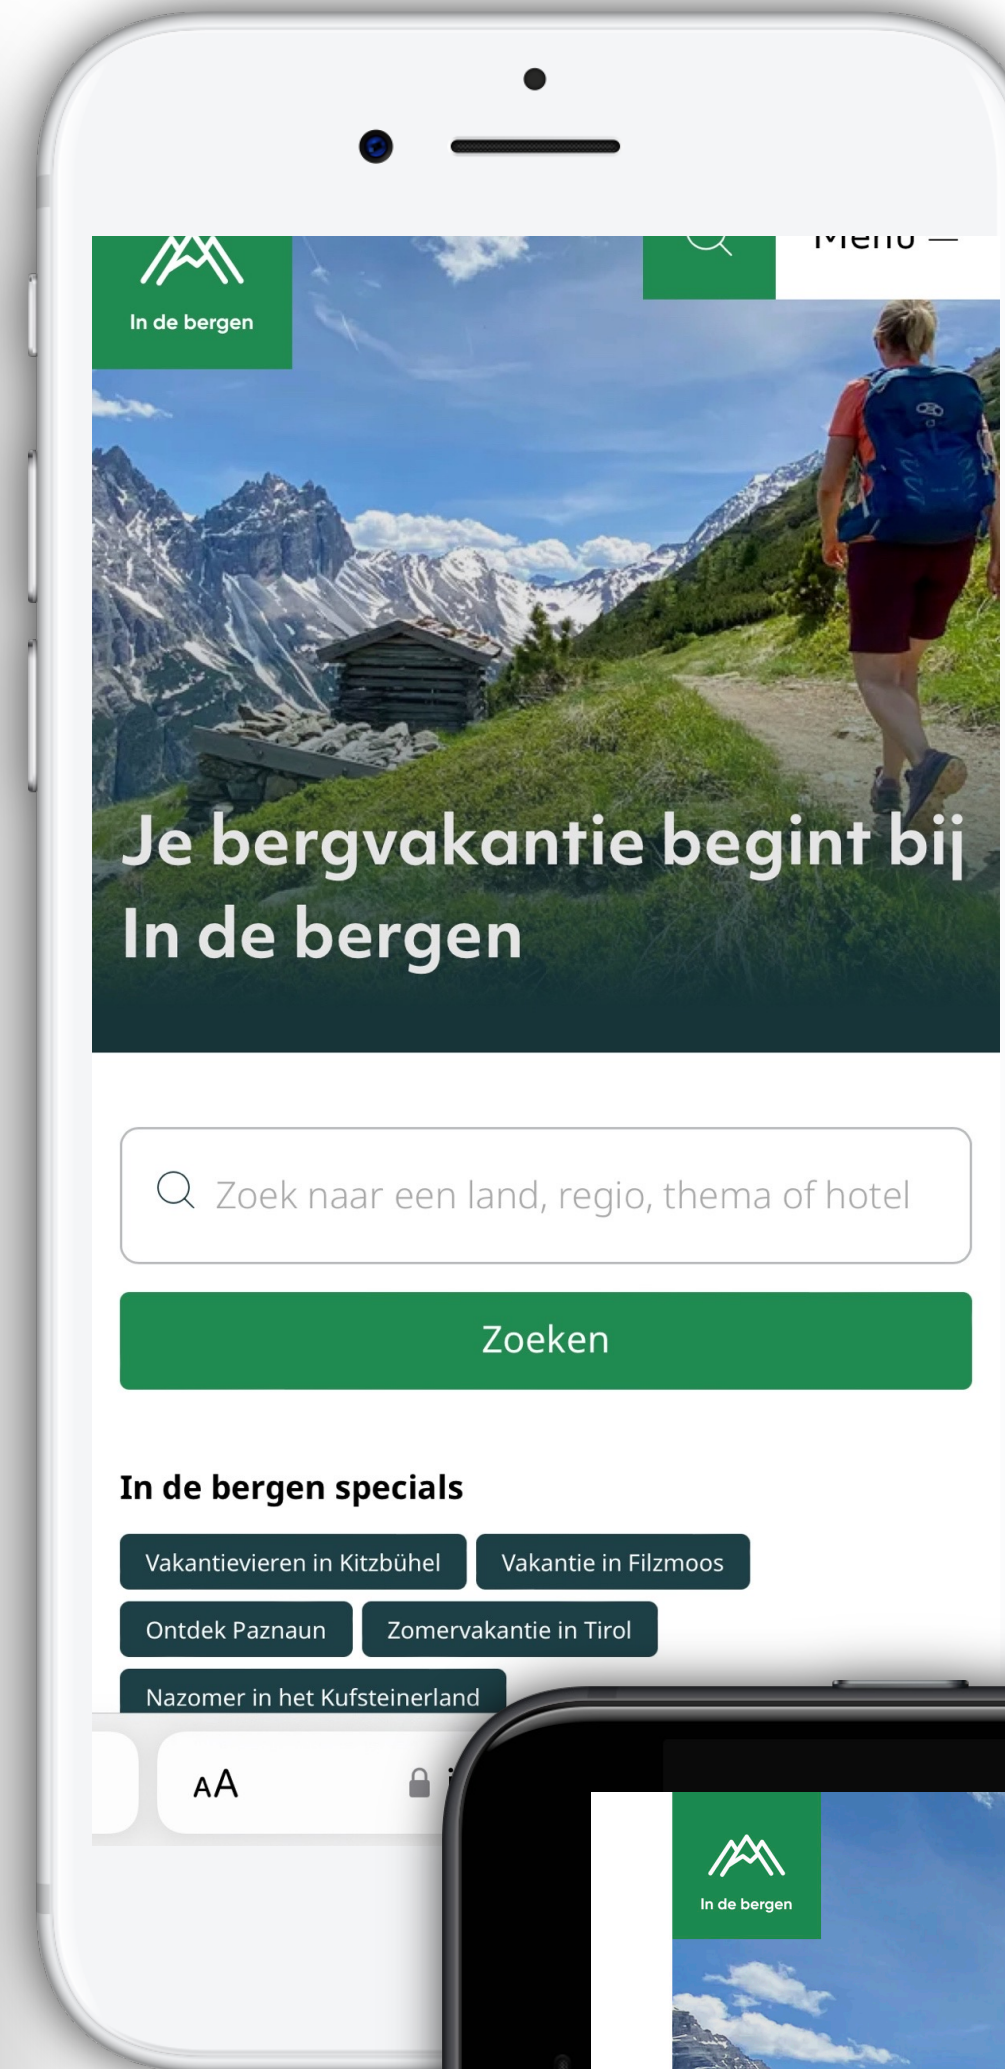 In de bergen
Menu
Je bergvakantie begint bij
In de bergen
Zoek naar een land, regio, thema of hotel
Zoeken
In de bergen specials
Vakantievieren in Kitzbühel
Vakantie in Filzmoos
Ontdek Paznaun
Zomervakantie in Tirol
Nazomer in het Kufsteinerland
AA
In de bergen